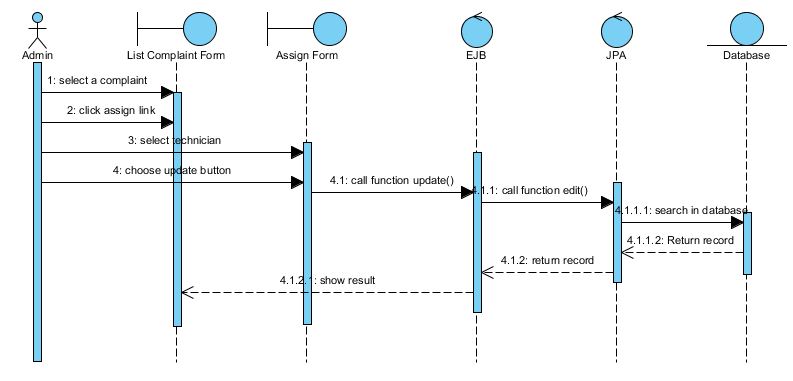 Admin
List Complaint Form
Assign Form
EJB
JPA
Database
1: select a complaint
2: click assign link
3: select technician
4: choose update button
4.1: call function update()
4.1.1: call function edit()
4.1.1.1: search in database
4.1.1.2: Return record
4.1.2: return record
4.1.2.1: show result